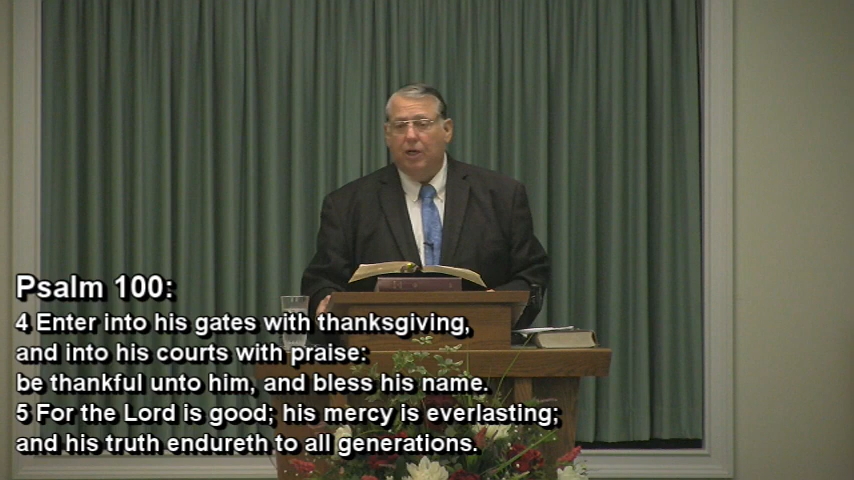 Psalm 100:
4 Enter into his gates with thanksgiving,
and into his courts with praise:
be thankful unto him, and bless his name.
5 For the Lord is good; his mercy is everlasting;
and his truth endureth to all generations.